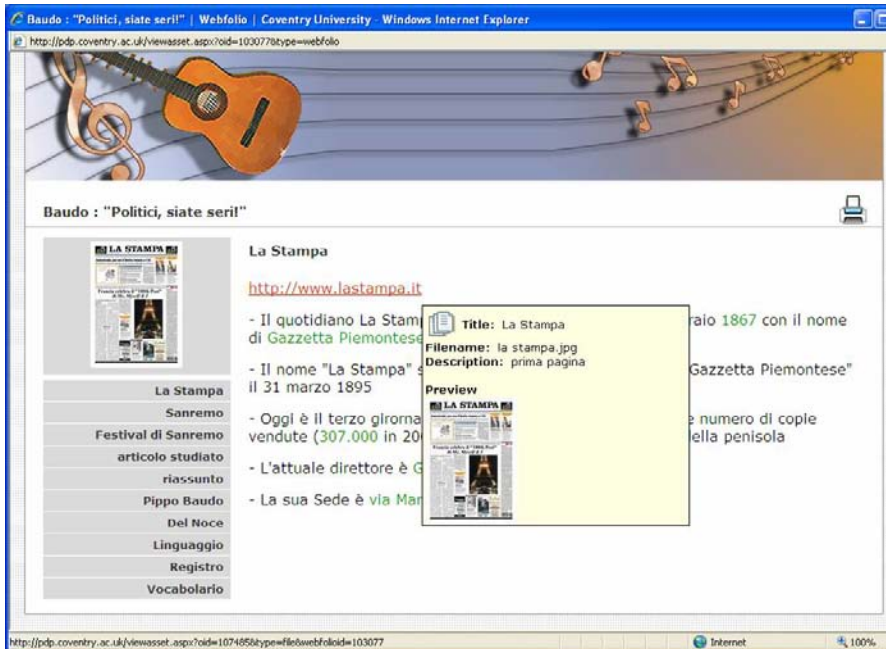 Baudo : "Politici, siate seri!" | Webfolio | Coventry University - Windows Internet Explorer
http://pdp.coventry.ac.uk/viewasset.aspx?oid=103077&type=webfolio
Baudo : "Politici, siate seri!"
LA STAMPA
La Stampa
Sanremo
Festival di Sanremo
articolo studiato
riassunto
Pippo Baudo
Del Noce
Linguaggio
Registro
Vocabolario
La Stampa
http://www.lastampa.it
- Il quotidiano La Stam raio 1867 con il nome
di Gazzetta Piemontese
- Il nome "La Stampa" Gazzetta Piemontese"
il 31 marzo 1895
- Oggi è il terzo girorna e numero di copie
vendute (307.000 in 20 ella penisola
- L'attuale direttore è G
- La sua Sede è via Mar
Title: La Stampa
Filename: la stampa.jpg
Description: prima pagina
Preview
LA STAMPA
http://pdp.coventry.ac.uk/viewasset.aspx?oid=107485&type=file&webfolioid=103077
Internet
100%